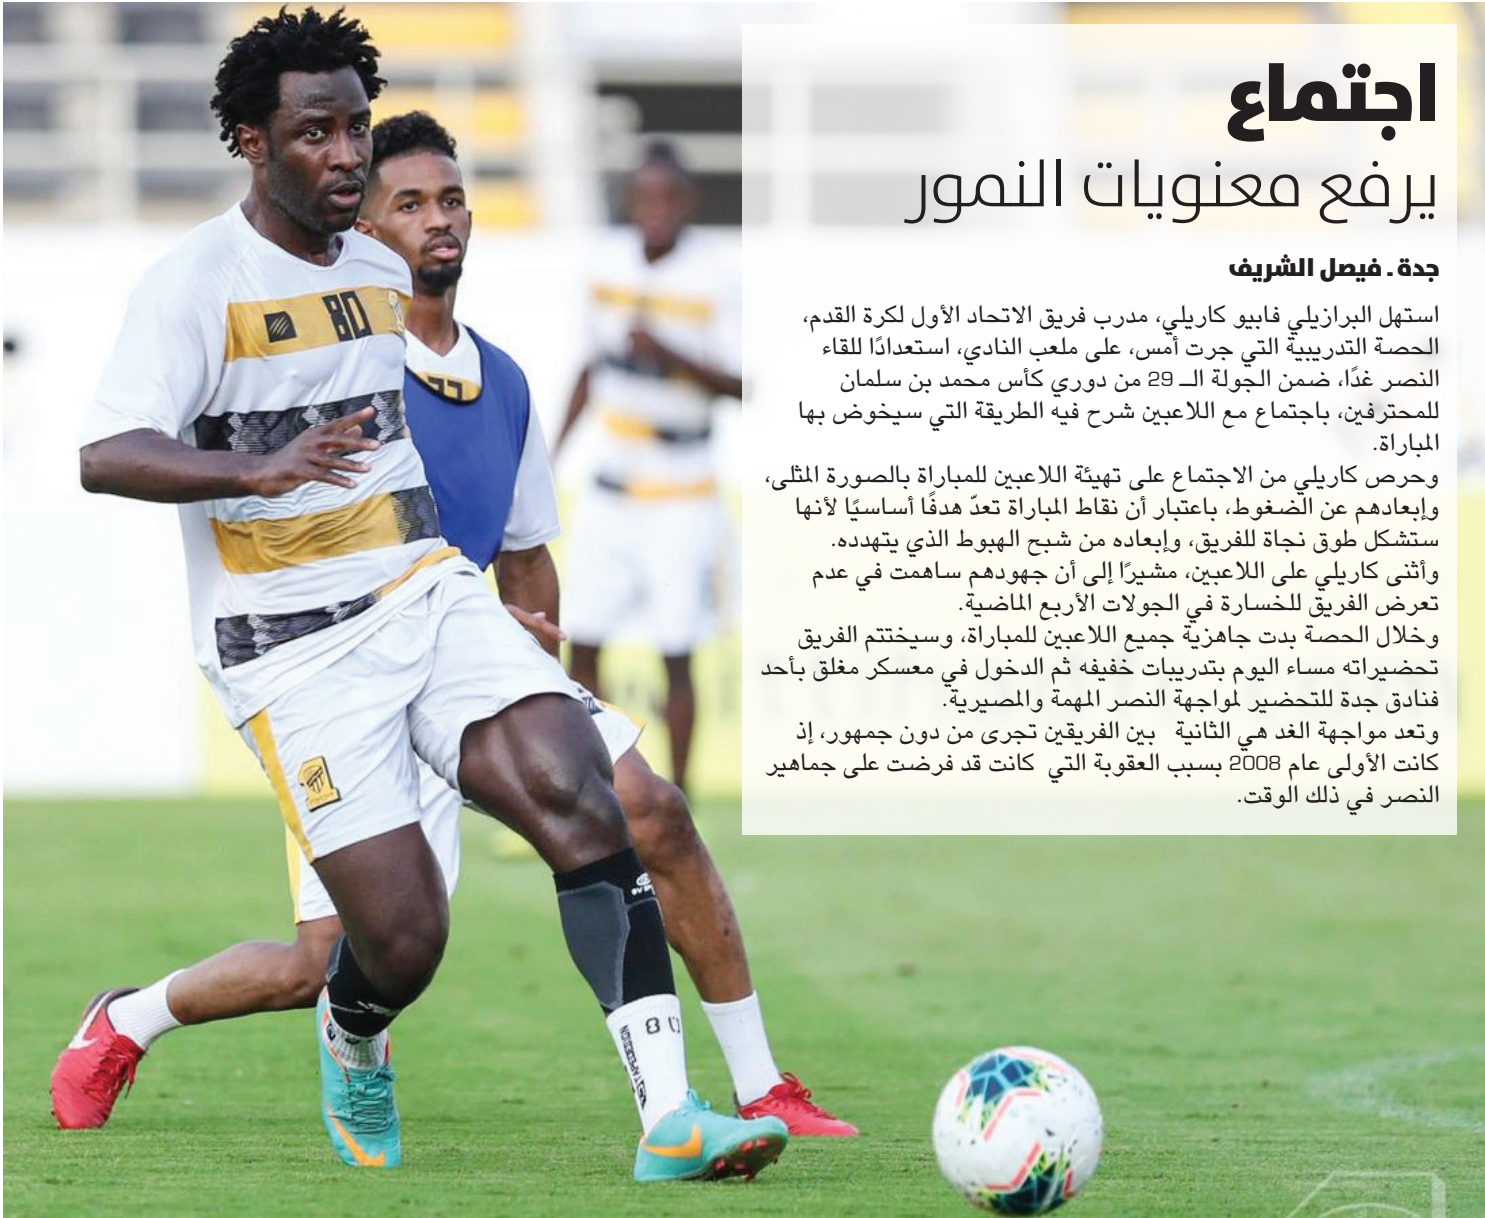 اجتماع
يرفع معنويات النمور
جدة ـ فيصل الشريف
استهل البرازيلي فابيو كاريلي، مدرب فريق الاتحاد الأول لكرة القدم،
الحصة التدريبية التي جرت أمس، على ملعب النادي، استعدادًا للقاء
النصر غدًا، ضمن الجولة الـ 29 من دوري كأس محمد بن سلمان
للمحترفين، باجتماع مع اللاعبين شرح فيه الطريقة التي سيخوض بها
المباراة.
وحرص كاريلي من الاجتماع على تهيئة اللاعبين للمباراة بالصورة المثلى،
وإبعادهم عن الضغوط، باعتبار أن نقاط المباراة تعدّ هدفًا أساسيًا لأنها
ستشكل طوق نجاة للفريق، وإبعاده من شبح الهبوط الذي يتهدده.
وأثنى كاريلي على اللاعبين، مشيرًا إلى أن جهودهم ساهمت في عدم
تعرض الفريق للخسارة في الجولات الأربع الماضية.
وخلال الحصة بدت جاهزية جميع اللاعبين للمباراة، وسيختتم الفريق
تحضيراته مساء اليوم بتدريبات خفيفه ثم الدخول في معسكر مغلق بأحد
فنادق جدة للتحضير لمواجهة النصر المهمة والمصيرية.
وتعد مواجهة الغد هي الثانية بين الفريقين تجرى من دون جمهور، إذ
كانت الأولى عام 2008 بسبب العقوبة التي كانت قد فرضت على جماهير
النصر في ذلك الوقت.
80
80
TAPEDESIGN